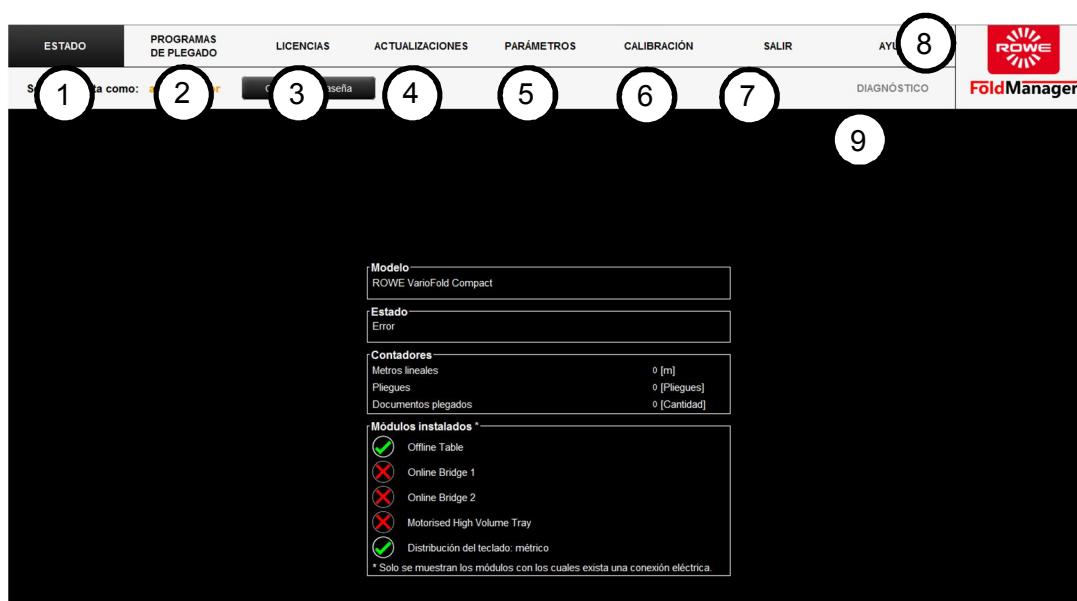 ESTADO
PROGRAMAS
DE PLEGADO
LICENCIAS
ACTUALIZACIONES
PARÁMETROS
CALIBRACIÓN
SALIR
8
ROWE
FoldManager
1
como:
2
3
4
5
6
7
DIAGNÓSTICO
9
Modelo
ROWE VarioFold Compact
Estado
Error
Contadores
Metros lineales 0 [m]
Pliegues 0 [Pliegues]
Documentos plegados 0 [Cantidad]
Módulos instalados *
Offline Table
Online Bridge 1
Online Bridge 2
Motorised High Volume Tray
Distribución del teclado: métrico
* Solo se muestran los módulos con los cuales exista una conexión eléctrica.